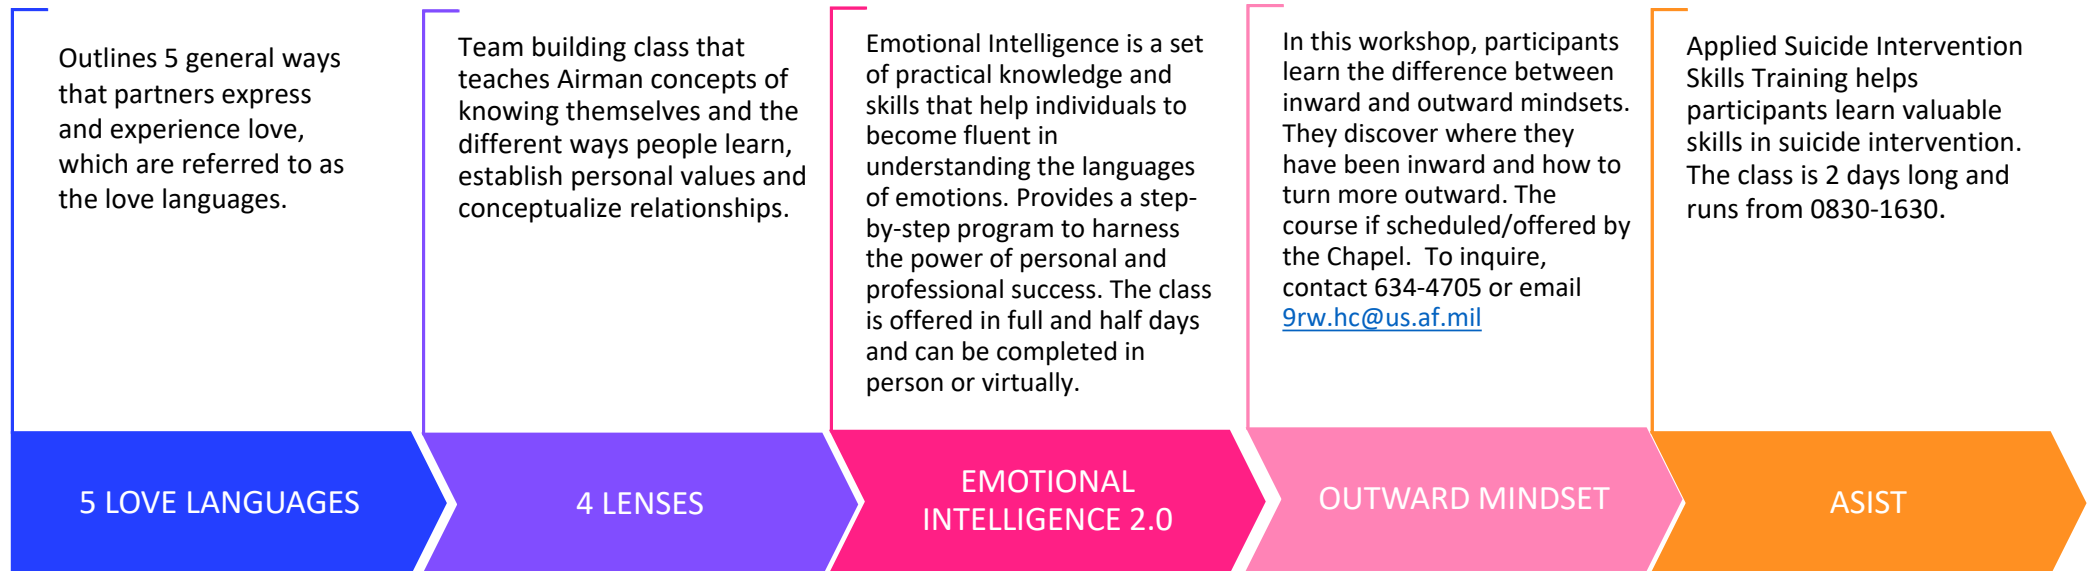 Outlines 5 general ways
that partners express
and experience love,
which are referred to as
the love languages.
5 LOVE LANGUAGES
Team building class that
teaches Airman concepts of
knowing themselves and the
different ways people learn,
establish personal values and
conceptualize relationships.
4 LENSES
Emotional Intelligence is a set
of practical knowledge and
skills that help individuals to
become fluent in
understanding the languages
of emotions. Provides a step-
by-step program to harness
the power of personal and
professional success. The class
is offered in full and half days
and can be completed in
person or virtually.
EMOTIONAL
INTELLIGENCE 2.0
In this workshop, participants
learn the difference between
inward and outward mindsets.
They discover where they
have been inward and how to
turn more outward. The
course if scheduled/offered by
the Chapel.  To inquire,
contact 634-4705 or email
9rw.hc@us.af.mil
OUTWARD MINDSET
Applied Suicide Intervention
Skills Training helps
participants learn valuable
skills in suicide intervention.
The class is 2 days long and
runs from 0830-1630.
ASIST